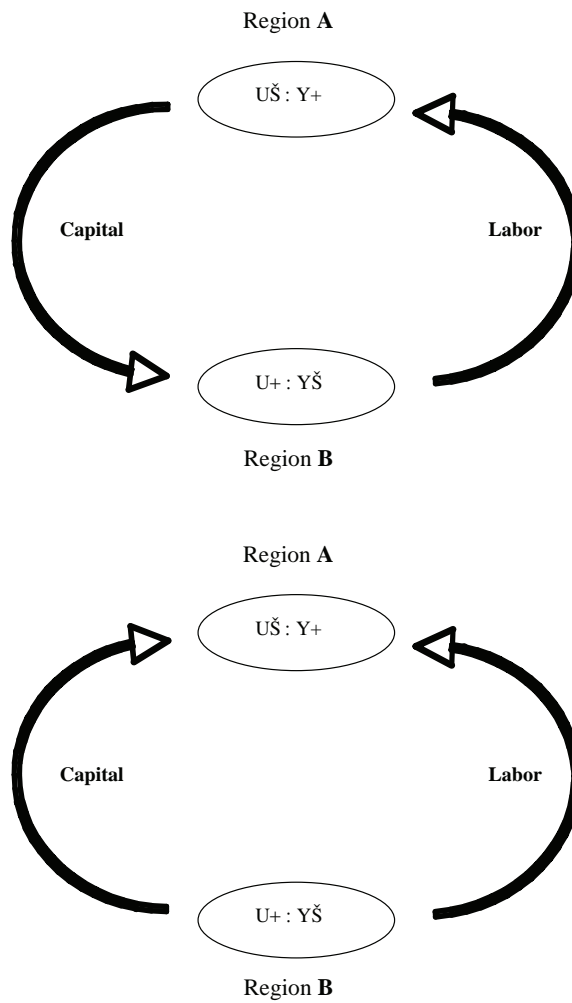 Region A
UŠ : Y+
Capital
Labor
U+ : YŠ
Region B
Region A
UŠ : Y+
Capital
Labor
U+ : YŠ
Region B